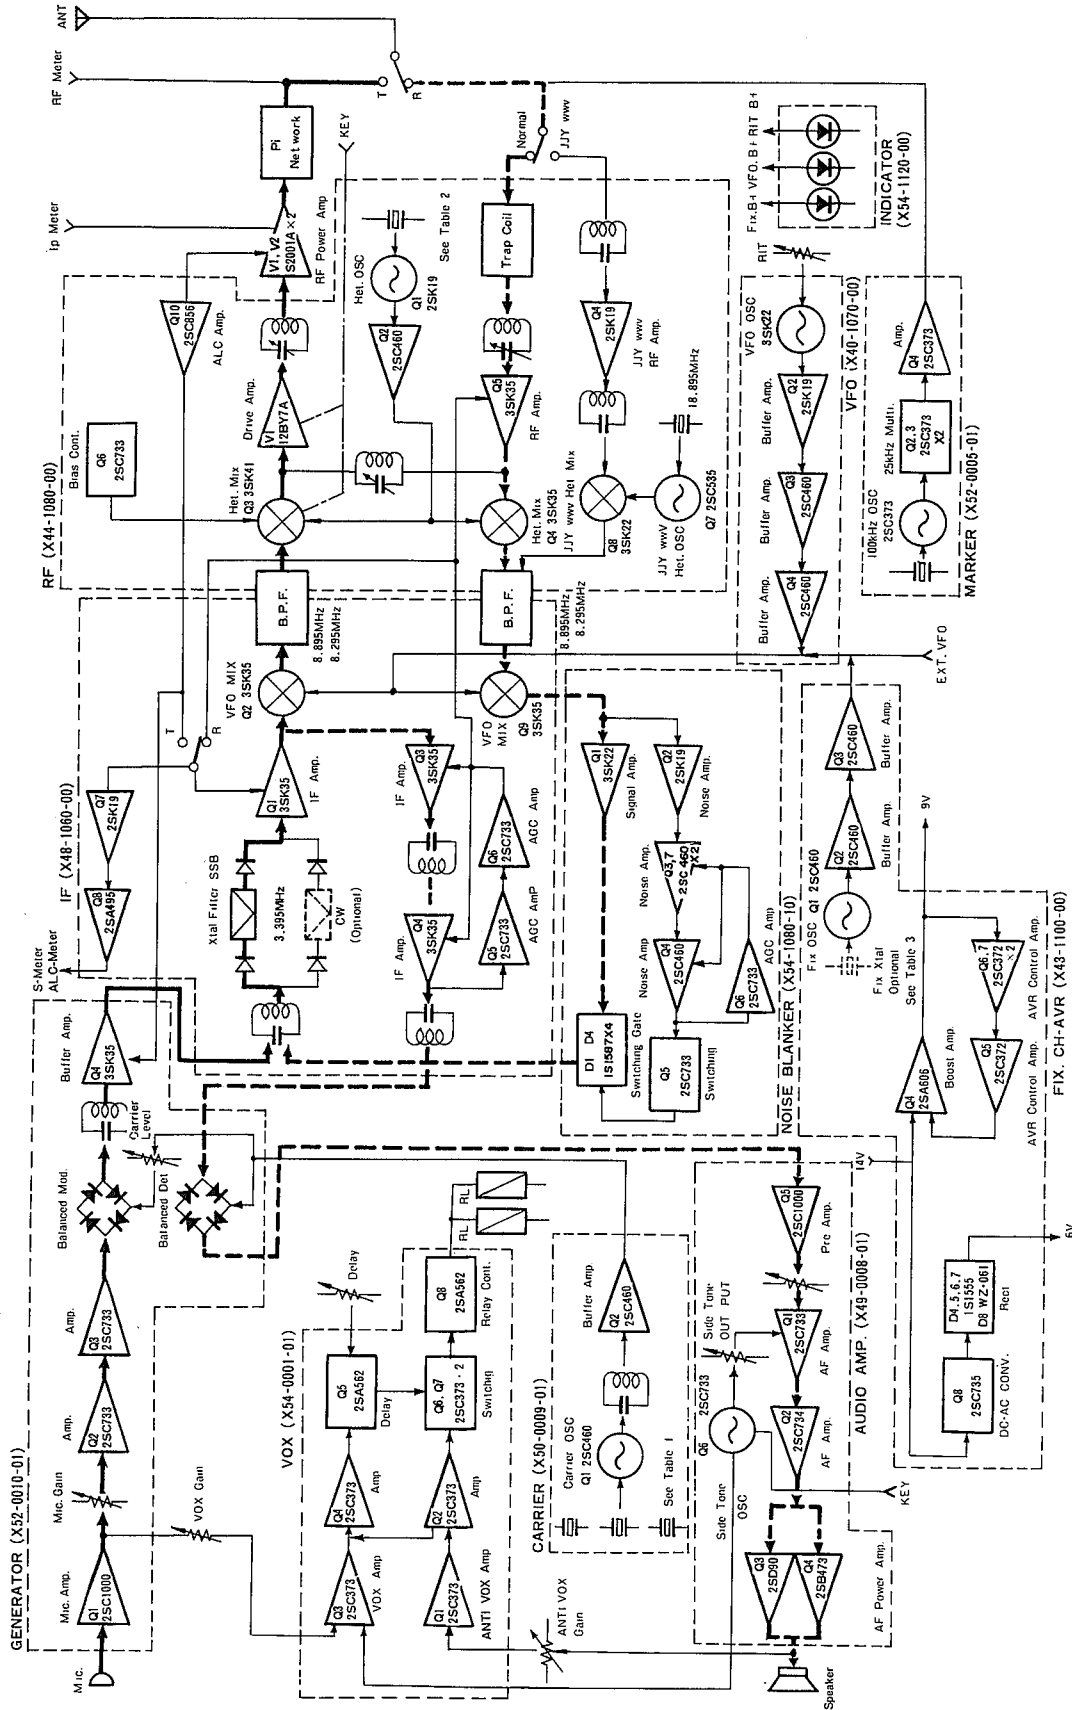 GENERATOR (X52-0010-01)
Mic.
Mic. Amp.
Q1
2SC1000
Mic. Gain
VOX Gain
Amp.
Q2
2SC733
Amp.
Q3
2SC733
Balanced Mod.
Carrier
Level
Balanced Det
Buffer Amp.
Q4
3SK35
S-Meter
ALC-Meter
IF (X48-1060-00)
Q8
2SA495
Q7
2SK19
T
R
Xtal Filter SSB
3.395MHz
CW
(Optional)
Q1
3SK35
IF Amp.
VFO MIX
Q2 3SK35
B.P.F.
8.895MHz
8.295MHz
IF Amp.
Q3
3SK35
IF Amp.
Q4
3SK35
Q5
2SC733
AGC AmP
Q6
2SC733
AGC Amp
VFO
MIX
Q9
3SK35
B.P.F.
8.895MHz
8.295MHz
RF (X44-1080-00)
Bias Cont.
Q6
2SC733
Q10
2SC856
ALC Amp.
Het. Mix
Q3 3SK41
Drive Amp.
V1
12BY7A
V1, V2
S2001A×2
RF Power Amp
Ip Meter
Pi
Network
RF Meter
ANT
T
R
KEY
Het. OSC
Q1
2SK19
See Table 2
Q2
2SC460
Q5
3SK35
RF Amp.
Trap Coil
Normal
JJY wwv
Het. Mix
Q4 3SK35
JJY wwv Het Mix
Q8
3SK22
Q4
2SK19
JJY wwv
RF Amp.
JJY wwV
Het. OSC
18.895MHz
Q7 2SC535
VOX (X54-0001-01)
Q3
2SC373
VOX Amp
Q4
2SC373
Amp
Q5
2SA562
Delay
Delay
Q1
2SC373
ANTI VOX Amp
Q2
2SC373
Amp
Q6. Q7
2SC373·2
Switching
Q8
2SA562
Relay Cont.
RL
RL
ANTI VOX
Gain
CARRIER (X50-0009-01)
Carrier OSC
Q1 2SC460
See Table 1
Buffer Amp
Q2
2SC460
NOISE BLANKER (X54-1080-10)
Q1
3SK22
Signal Amp.
D1 D4
1S1587X4
Switching Gate
Q2
2SK19
Noise Amp
Noise Amp.
Q3,7
2SC460
(X2)
Noise Amp
Q4
2SC460
Q5
2SC733
Switching
Q6
2SC733
AGC Amp
Side Tone
OSC
Q6
2SC733
Side Tone
OUT PUT
Q5
2SC1000
Pre Amp.
Q1
2SC733
AF Amp.
Q2
2SC734
AF Amp.
AUDIO AMP. (X49-0008-01)
Q3
2SD90
Q4
2SB473
AF Power Amp.
Speaker
KEY
VFO (X40-1070-00)
RIT
VFO OSC
3SK22
Buffer Amp.
Q2
2SK19
Buffer Amp.
Q3
2SC460
Buffer Amp.
Q4
2SC460
EXT. VFO
Fix.B+
VFO. B+
RIT B+
INDICATOR
(X54-1120-00)
MARKER (X52-0005-01)
100kHz OSC
2SC373
25kHz Multi.
Q2.3
2SC373
X2
Amp.
Q4
2SC373
FIX. CH-AVR (X43-1100-00)
Fix OSC Q1 2SC460
Fix Xtal
Optional
See Table 3
Q2
2SC460
Buffer Amp.
Q3
2SC460
Buffer Amp.
14V
9V
Q4
2SA606
Boost Amp.
Q6.7
2SC372
×2
AVR Control Amp.
Q5
2SC372
AVR Control Amp.
Q8
2SC735
DC-AC CONV.
D4.5.6.7
1S1555
D8 WZ-061
Rect
6V